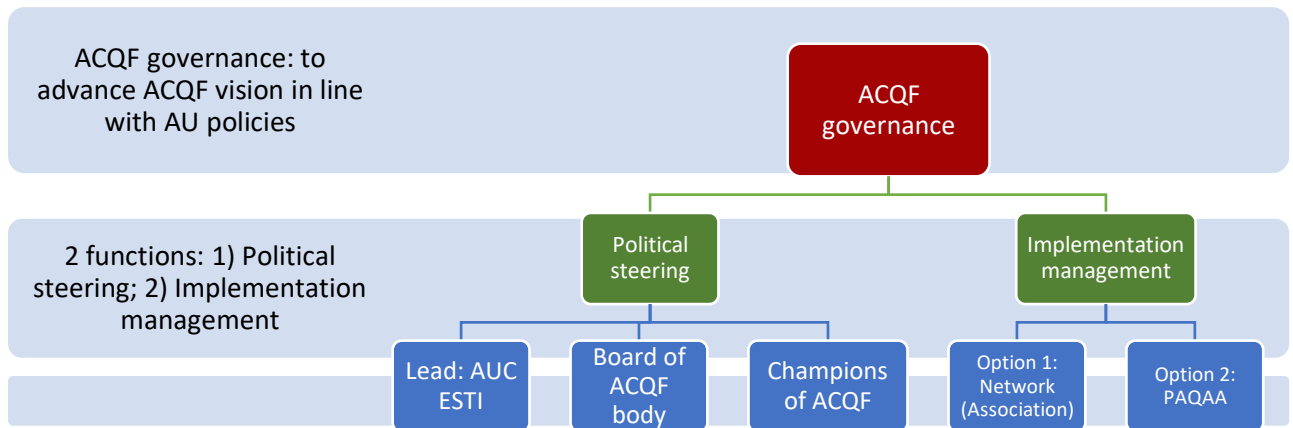 ACQF governance: to
advance ACQF vision in line
with AU policies
ACQF
governance
2 functions: 1) Political
steering; 2) Implementation
management
Political
steering
Implementation
management
Lead: AUC
ESTI
Board of
ACQF
body
Champions
of ACQF
Option 1:
Network
(Association)
Option 2:
PAQAA